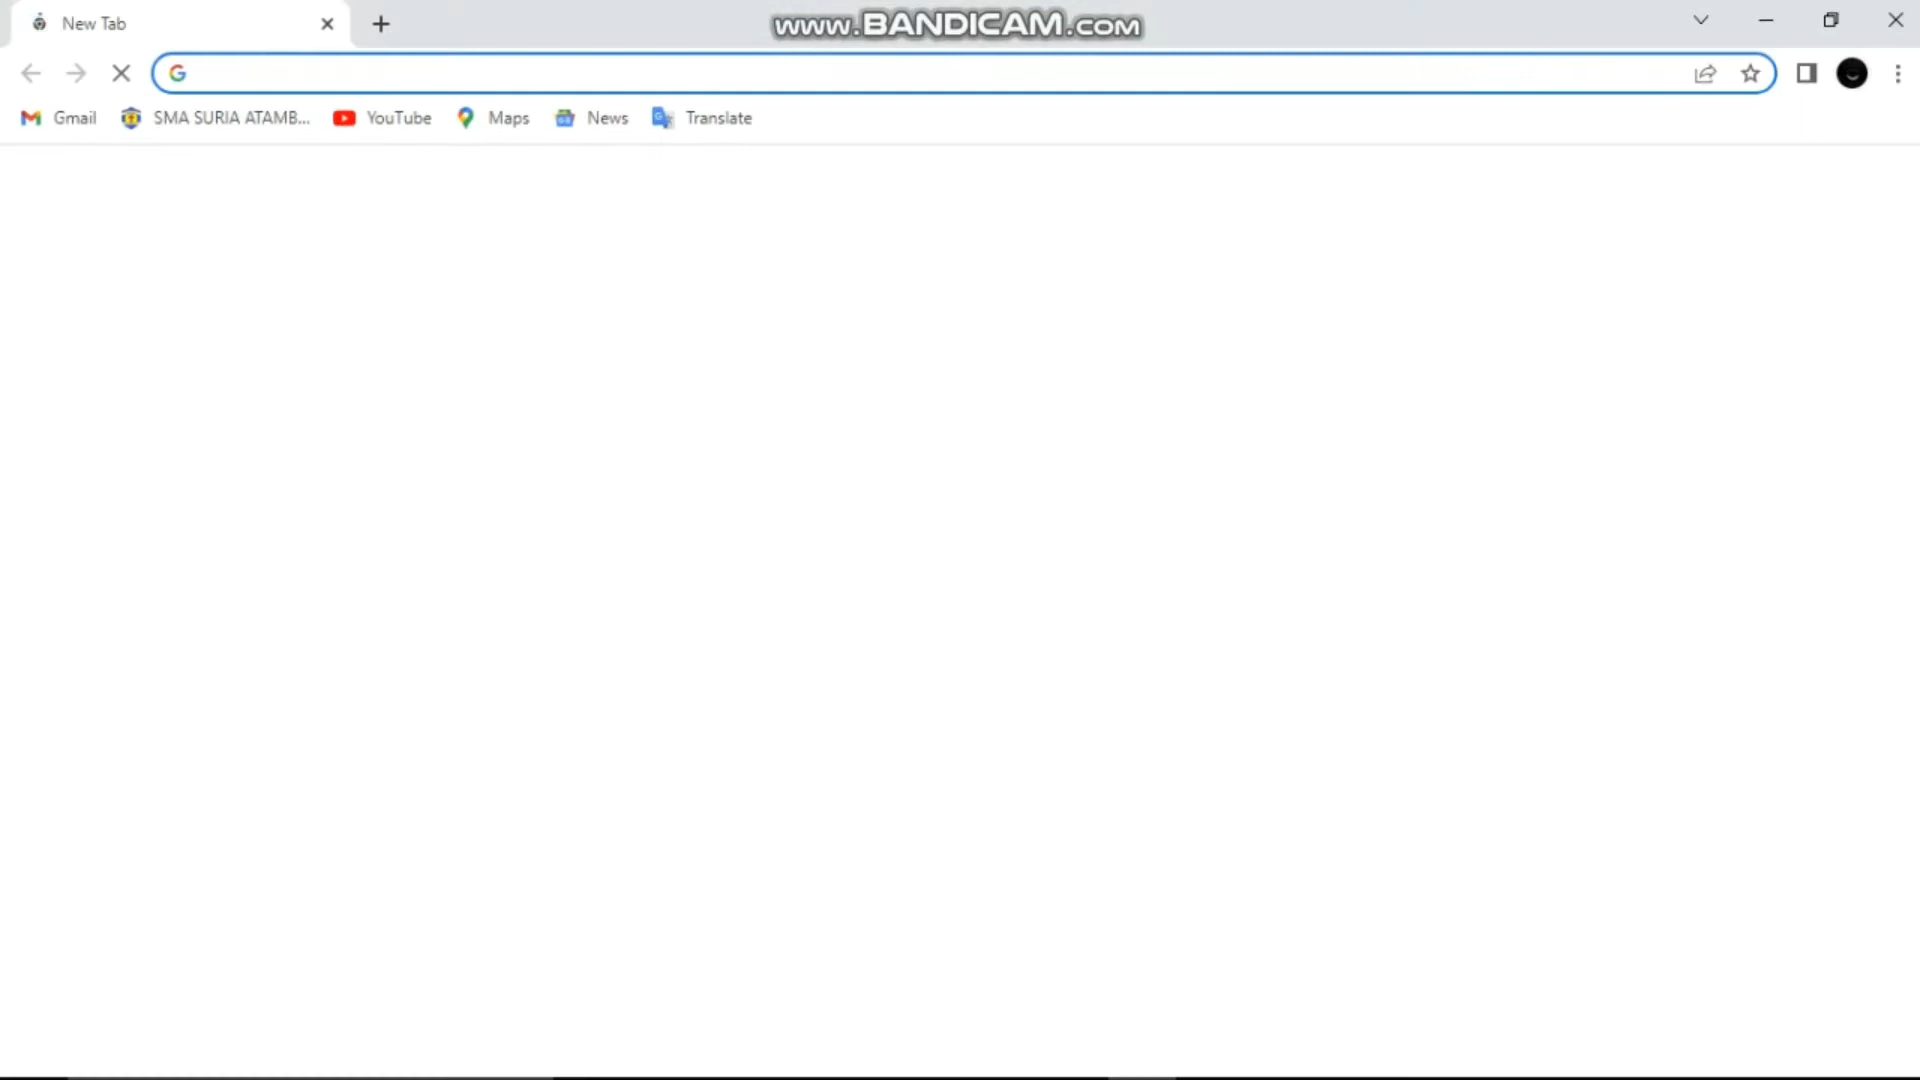 New Tab
www.BANDICAM.com
Gmail
SMA SURIA ATAMB...
YouTube
Maps
News
Translate